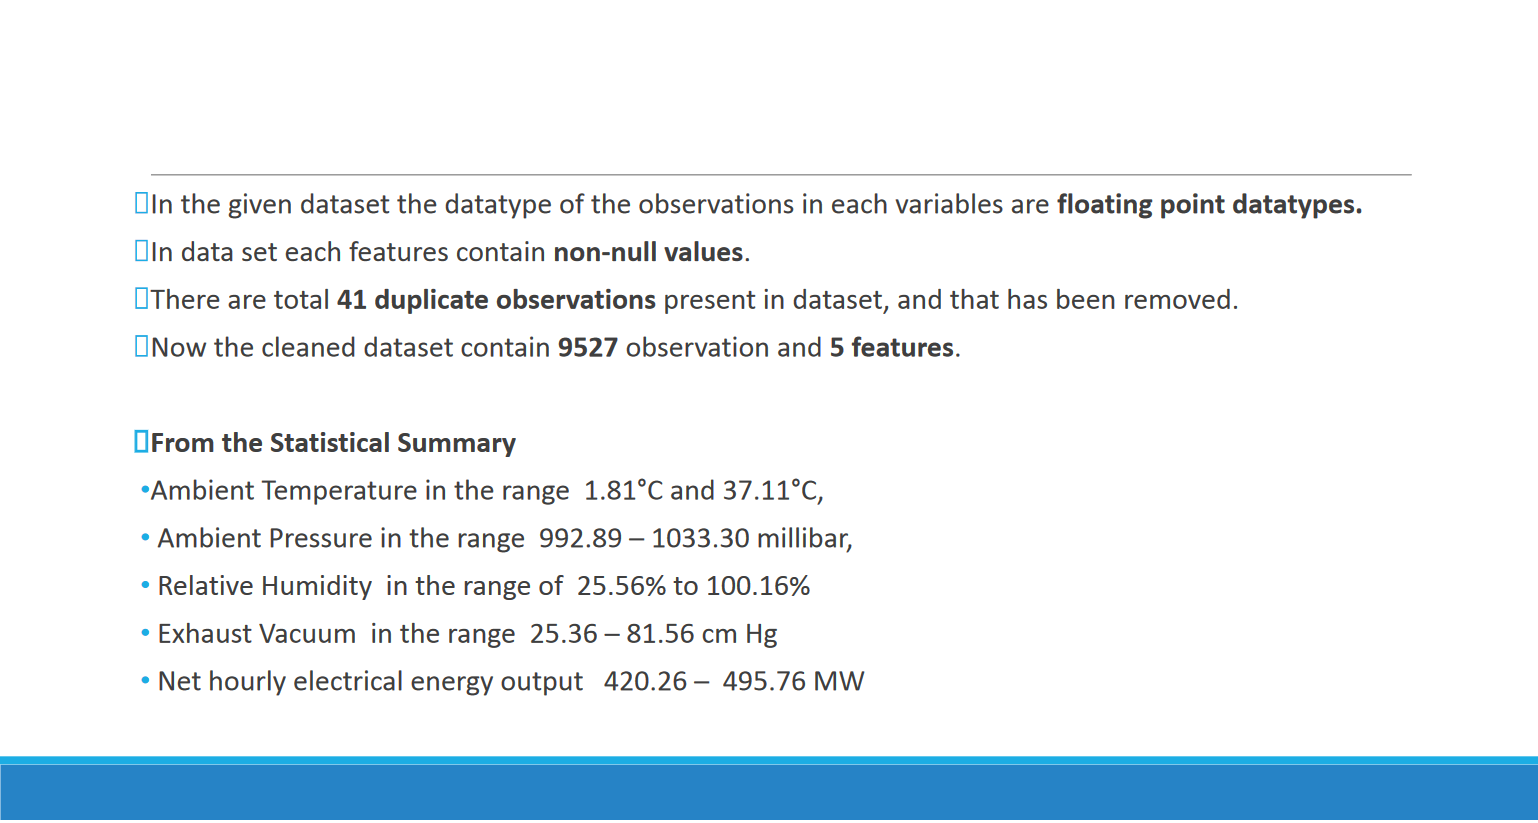 In the given dataset the datatype of the observations in each variables are floating point datatypes.
In data set each features contain non-null values.
There are total 41 duplicate observations present in dataset, and that has been removed.
Now the cleaned dataset contain 9527 observation and 5 features.
From the Statistical Summary
•Ambient Temperature in the range 1.81°C and 37.11°C,
• Ambient Pressure in the range 992.89 – 1033.30 millibar,
• Relative Humidity in the range of 25.56% to 100.16%
• Exhaust Vacuum in the range 25.36 – 81.56 cm Hg
• Net hourly electrical energy output 420.26 – 495.76 MW